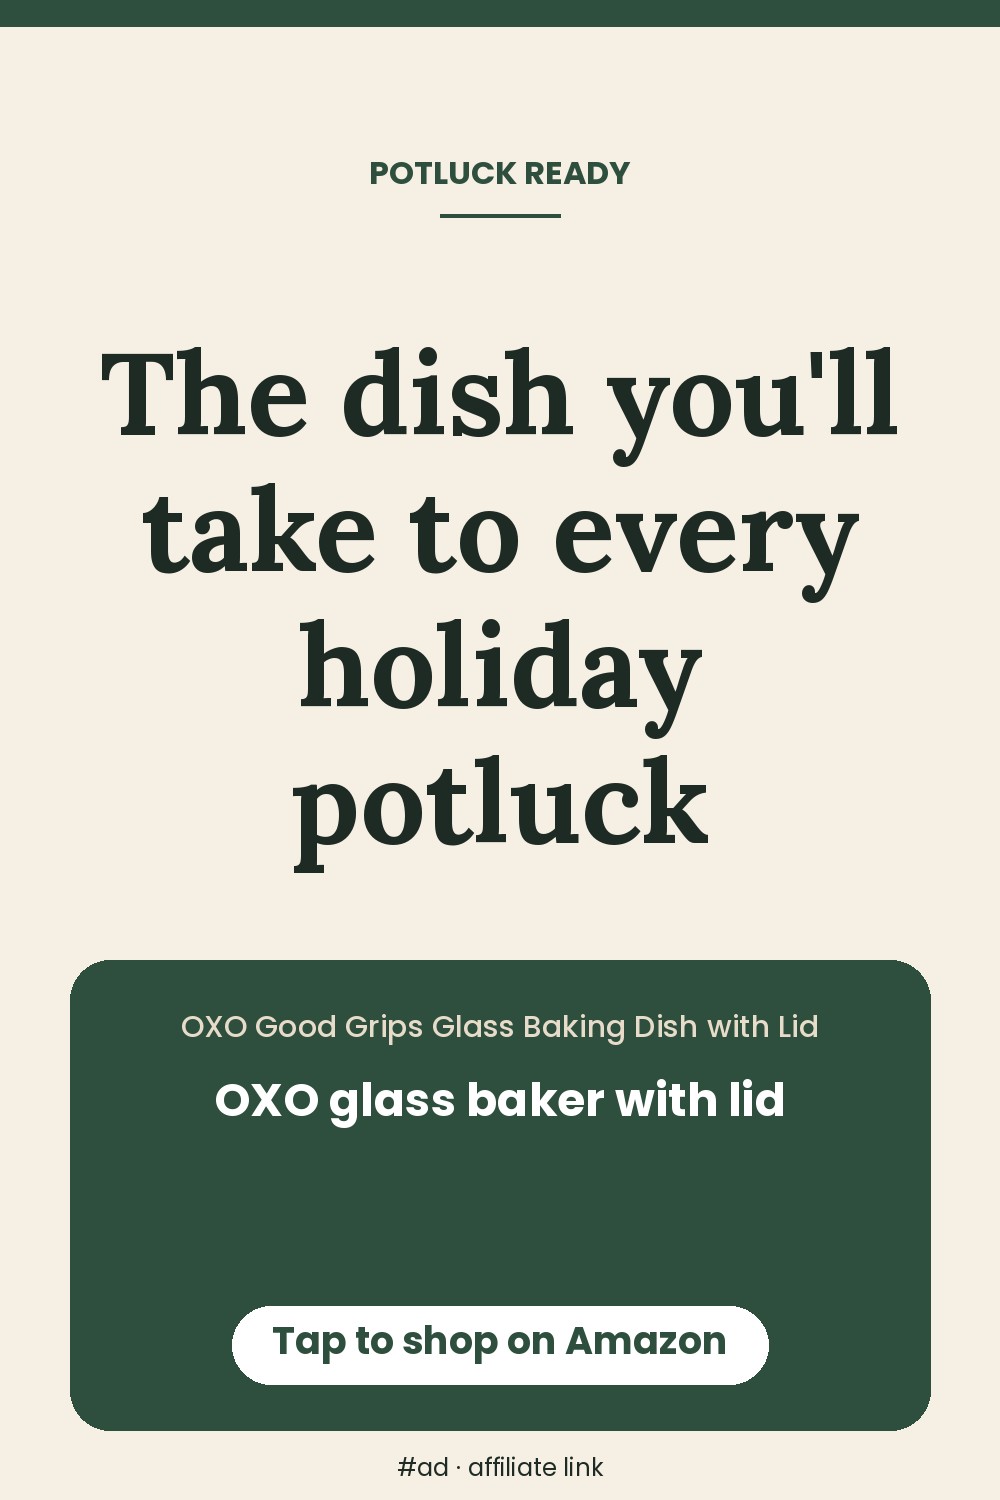 POTLUCK READY
The dish you'll
take to every
holiday
potluck
OXO Good Grips Glass Baking Dish with Lid
OXO glass baker with lid
Tap to shop on Amazon
#ad · affiliate link